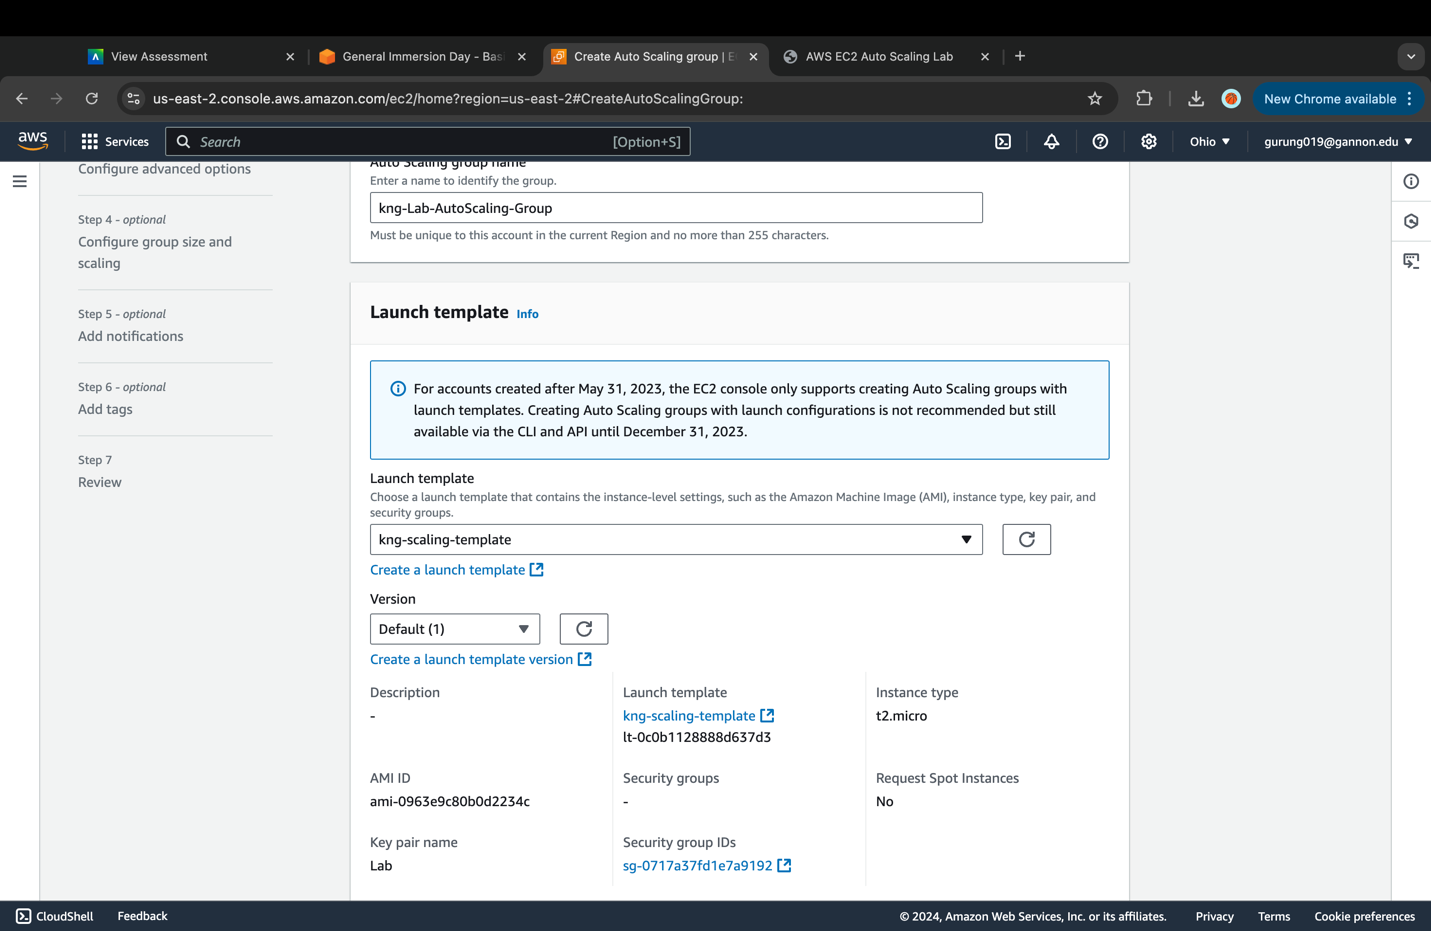 View Assessment
General Immersion Day - Bas
Create Auto Scaling group | E
AWS EC2 Auto Scaling Lab
us-east-2.console.aws.amazon.com/ec2/home?region=us-east-2#CreateAutoScalingGroup:
New Chrome available
aws
Services
Search
[Option+S]
Ohio
gurung019@gannon.edu
Configure advanced options
Step 4 - optional
Configure group size and
scaling
Step 5 - optional
Add notifications
Step 6 - optional
Add tags
Step 7
Review
Auto Scaling group name
Enter a name to identify the group.
kng-Lab-AutoScaling-Group
Must be unique to this account in the current Region and no more than 255 characters.
Launch template Info
For accounts created after May 31, 2023, the EC2 console only supports creating Auto Scaling groups with
launch templates. Creating Auto Scaling groups with launch configurations is not recommended but still
available via the CLI and API until December 31, 2023.
Launch template
Choose a launch template that contains the instance-level settings, such as the Amazon Machine Image (AMI), instance type, key pair, and
security groups.
kng-scaling-template
Create a launch template
Version
Default (1)
Create a launch template version
Description
-
Launch template
kng-scaling-template
lt-0c0b1128888d637d3
Instance type
t2.micro
AMI ID
ami-0963e9c80b0d2234c
Security groups
-
Request Spot Instances
No
Key pair name
Lab
Security group IDs
sg-0717a37fd1e7a9192
CloudShell
Feedback
© 2024, Amazon Web Services, Inc. or its affiliates.
Privacy
Terms
Cookie preferences